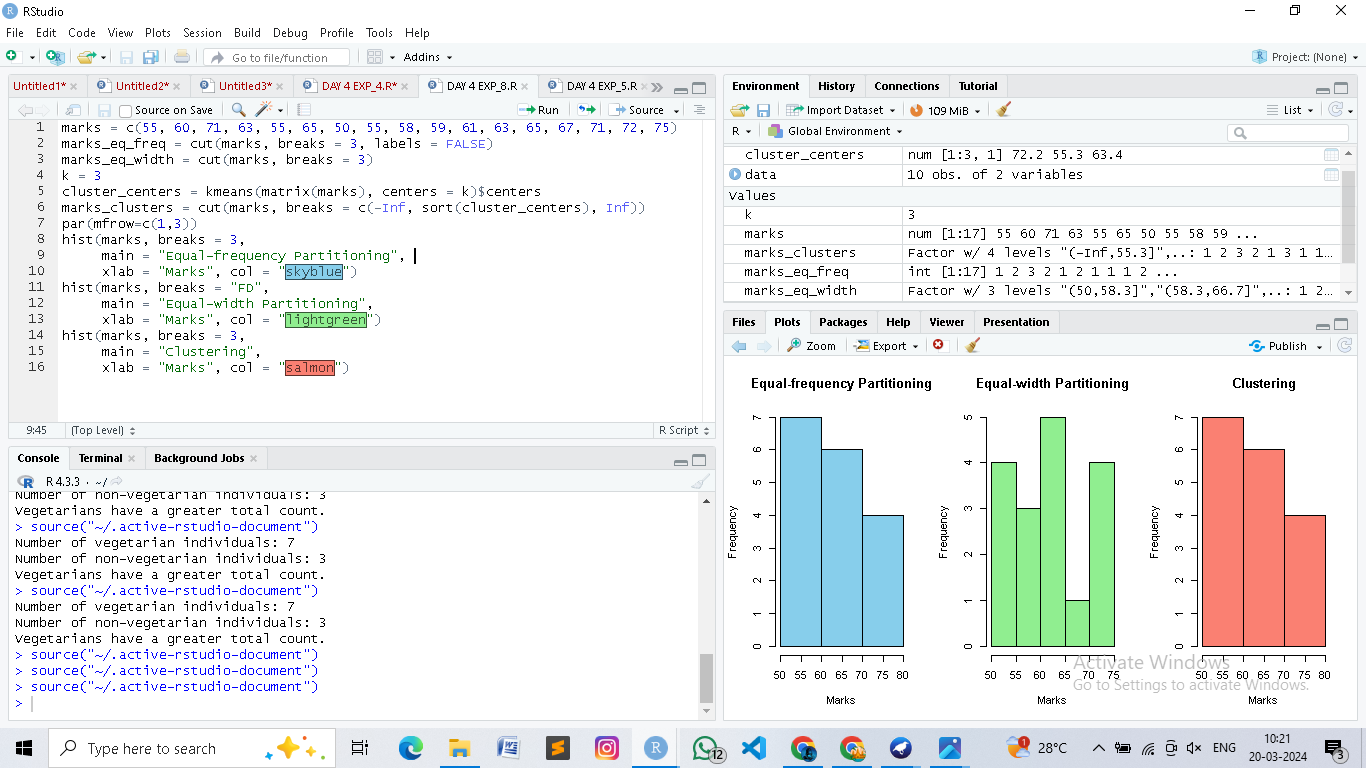 RStudio
File Edit Code View Plots Session Build Debug Profile Tools Help
Go to file/function Addins Project: (None)
Untitled1* Untitled2* Untitled3* DAY 4 EXP_4.R* DAY 4 EXP_8.R DAY 4 EXP_5.R
Source on Save Run Source
1 marks = c(55, 60, 71, 63, 55, 65, 50, 55, 58, 59, 61, 63, 65, 67, 71, 72, 75)
2 marks_eq_freq = cut(marks, breaks = 3, labels = FALSE)
3 marks_eq_width = cut(marks, breaks = 3)
4 k = 3
5 cluster_centers = kmeans(matrix(marks), centers = k)$centers
6 marks_clusters = cut(marks, breaks = c(-Inf, sort(cluster_centers), Inf))
7 par(mfrow=c(1,3))
8 hist(marks, breaks = 3,
9 main = "Equal-frequency Partitioning",
10 xlab = "Marks", col = "skyblue")
11 hist(marks, breaks = "FD",
12 main = "Equal-width Partitioning",
13 xlab = "Marks", col = "lightgreen")
14 hist(marks, breaks = 3,
15 main = "Clustering",
16 xlab = "Marks", col = "salmon")
9:45 (Top Level) R Script
Console Terminal Background Jobs
R 4.3.3 · ~/
Number of non-vegetarian individuals: 3
Vegetarians have a greater total count.
> source("~/.active-rstudio-document")
Number of vegetarian individuals: 7
Number of non-vegetarian individuals: 3
Vegetarians have a greater total count.
> source("~/.active-rstudio-document")
Number of vegetarian individuals: 7
Number of non-vegetarian individuals: 3
Vegetarians have a greater total count.
> source("~/.active-rstudio-document")
> source("~/.active-rstudio-document")
> source("~/.active-rstudio-document")
>
Environment History Connections Tutorial
Import Dataset 109 MiB List
R Global Environment
cluster_centers num [1:3, 1] 72.2 55.3 63.4
data 10 obs. of 2 variables
Values
k 3
marks num [1:17] 55 60 71 63 55 65 50 55 58 59 ...
marks_clusters Factor w/ 4 levels "(-Inf,55.3]",..: 1 2 3 2 1 3 1 1...
marks_eq_freq int [1:17] 1 2 3 2 1 2 1 1 1 2 ...
marks_eq_width Factor w/ 3 levels "(50,58.3]","(58.3,66.7]",..: 1 2...
Files Plots Packages Help Viewer Presentation
Zoom Export Publish
Equal-frequency Partitioning
Frequency
0 1 2 3 4 5 6 7
50 55 60 65 70 75 80
Marks
Equal-width Partitioning
Frequency
0 1 2 3 4 5
50 55 60 65 70 75
Marks
Clustering
Frequency
0 1 2 3 4 5 6 7
50 55 60 65 70 75 80
Marks
Activate Windows
Go to Settings to activate Windows.
Type here to search
12
28°C ENG 10:21
20-03-2024
3